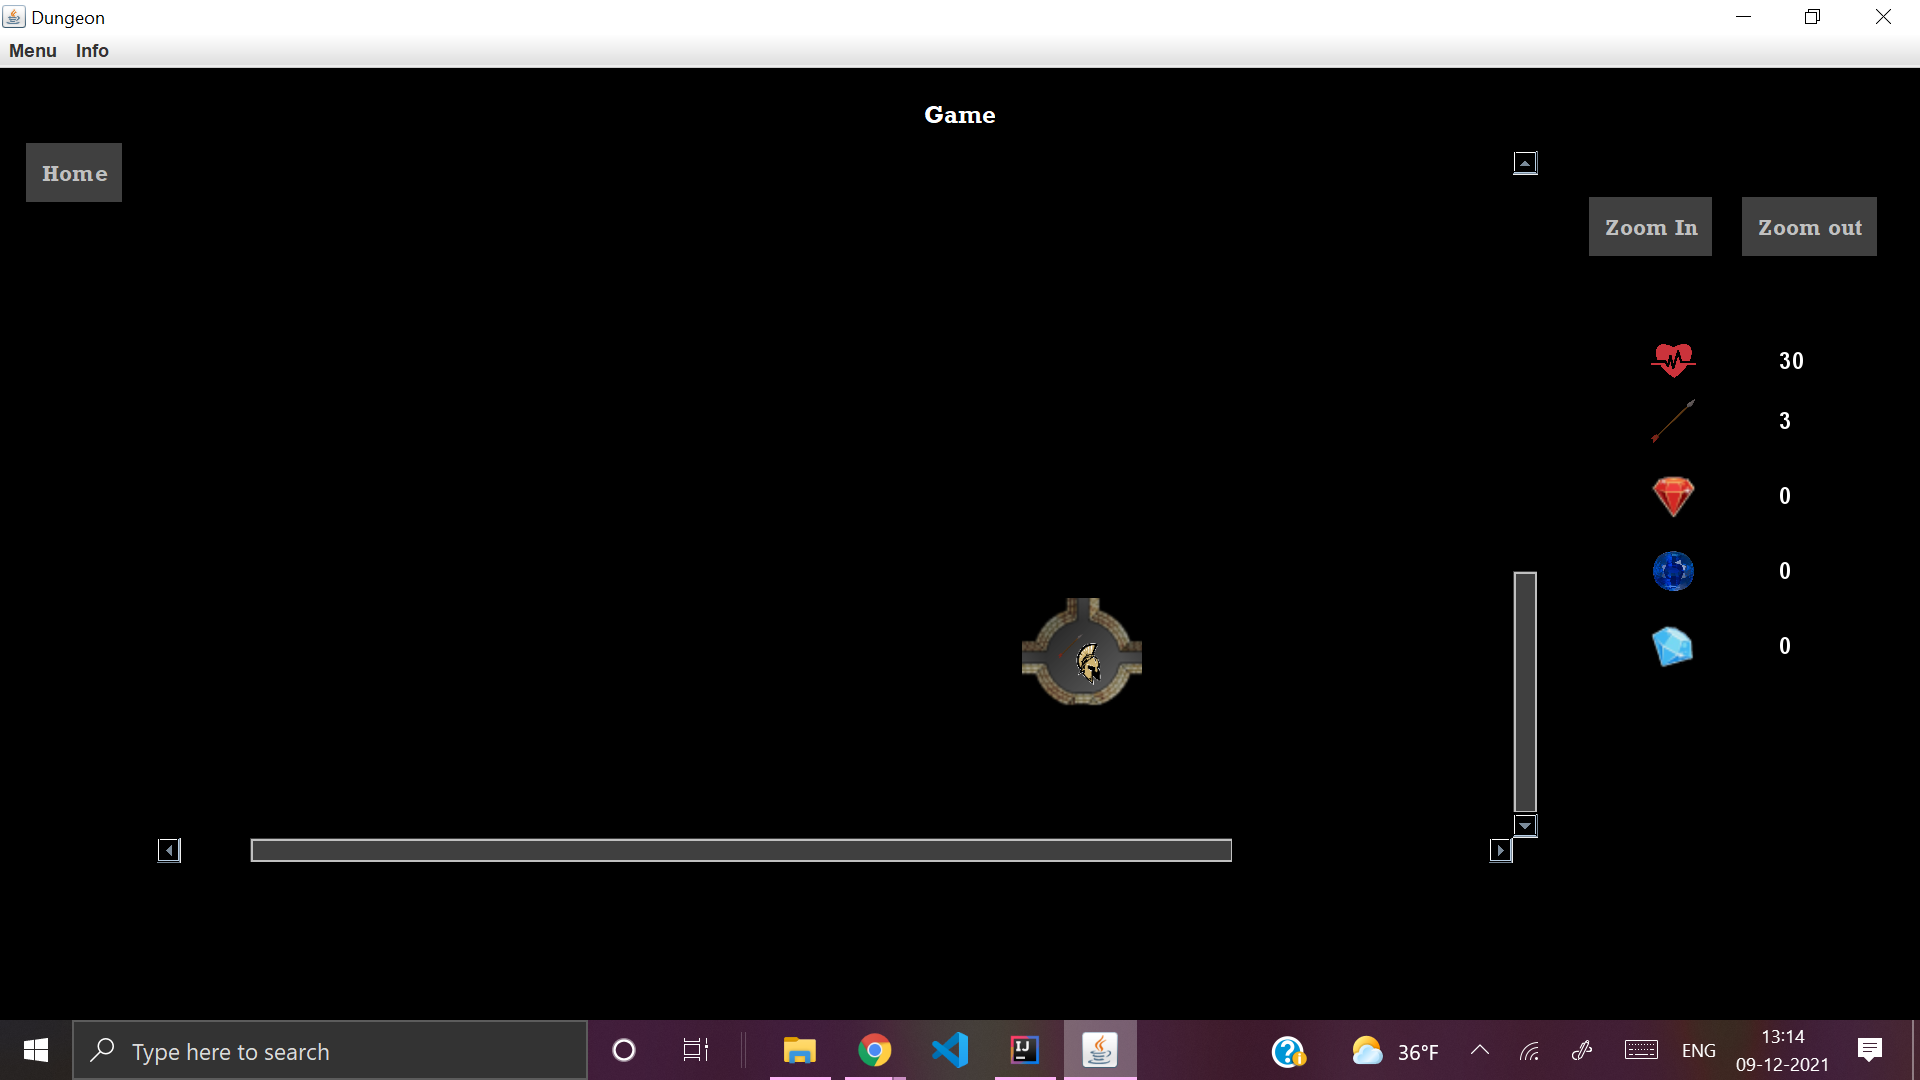 Dungeon
Menu Info
Game
Home
Zoom In Zoom out
30
3
0
0
0
Type here to search
IJ
36°F
ENG
13:14
09-12-2021